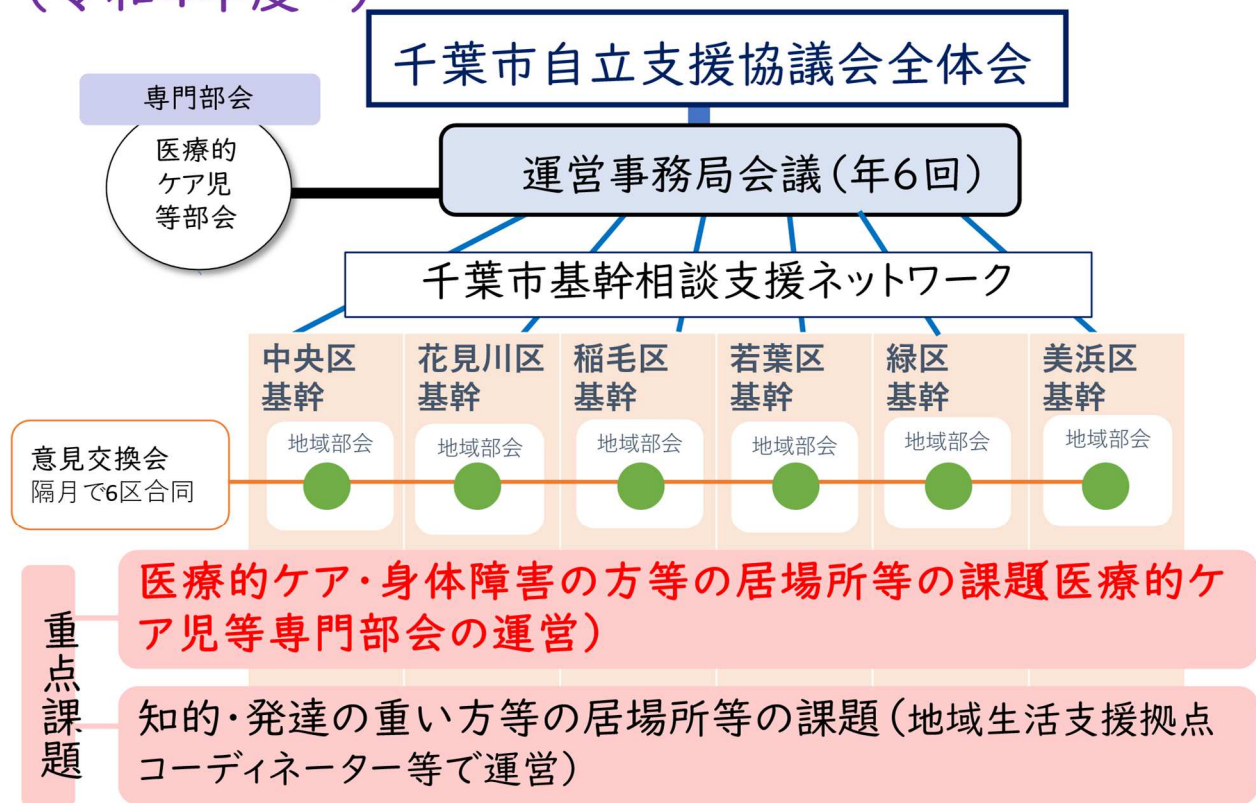 (令和4年度~)
千葉市自立支援協議会全体会
専門部会
医療的
ケア児
等部会
運営事務局会議(年6回)
千葉市基幹相談支援ネットワーク
中央区
基幹
地域部会
花見川区
基幹
地域部会
稲毛区
基幹
地域部会
若葉区
基幹
地域部会
緑区
基幹
地域部会
美浜区
基幹
地域部会
意見交換会
隔月で6区合同
重点課題
医療的ケア・身体障害の方等の居場所等の課題(医療的ケ
ア児等専門部会の運営)
知的・発達の重い方等の居場所等の課題(地域生活支援拠点
コーディネーター等で運営)